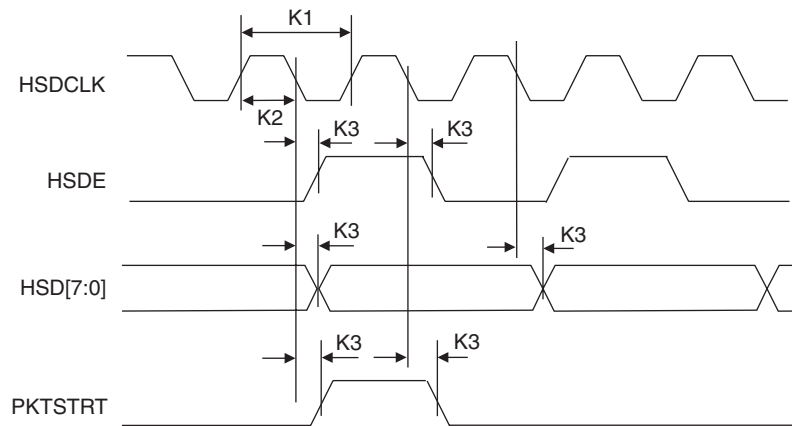 K1
HSDCLK
K2
K3 K3
HSDE
K3 K3
HSD[7:0]
K3 K3
PKTSTRT